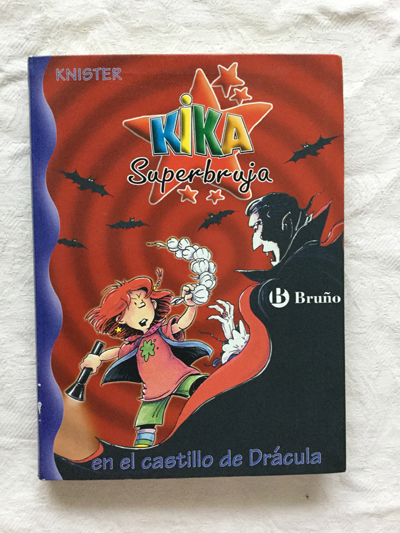 KNISTER
KIKA
Superbruja
B Bruño
en el castillo de Drácula